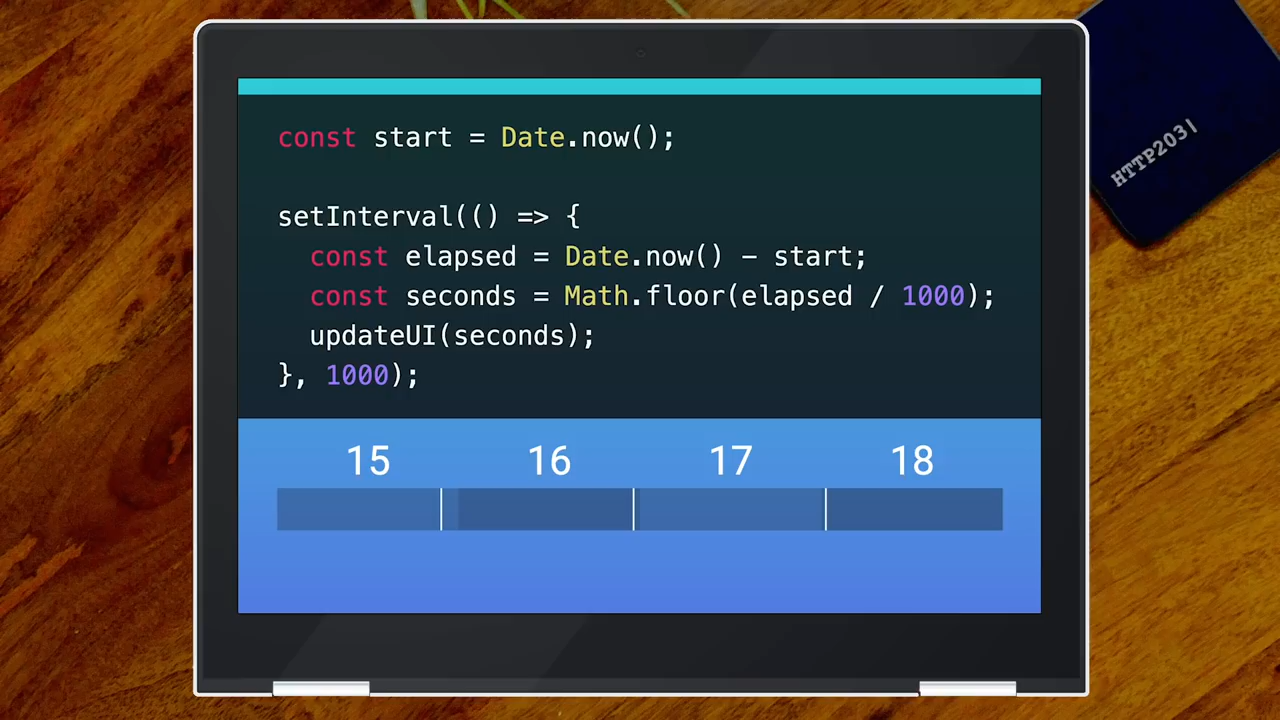 const start = Date.now();
setInterval(() => {
  const elapsed = Date.now() - start;
  const seconds = Math.floor(elapsed / 1000);
  updateUI(seconds);
}, 1000);
15 16 17 18
HTTP203|